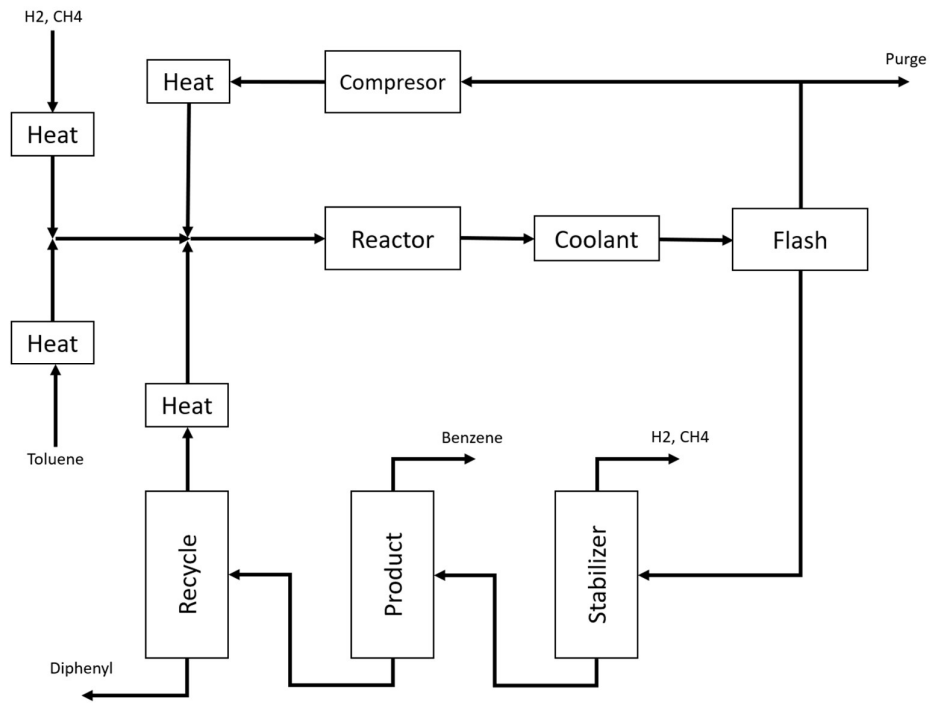 H2, CH4
Purge
Heat
Compresor
Heat
Reactor
Coolant
Flash
Heat
Heat
Toluene
Benzene
H2, CH4
Recycle
Product
Stabilizer
Diphenyl